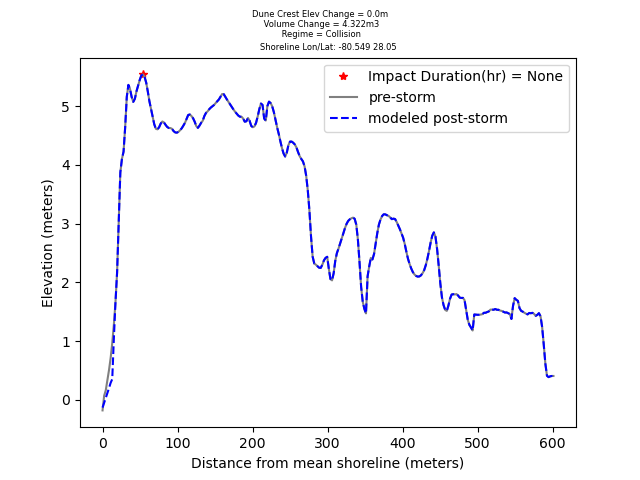 Dune Crest Elev Change = 0.0m
Volume Change = 4.322m3
Regime = Collision
Shoreline Lon/Lat: -80.549 28.05
Impact Duration(hr) = None
pre-storm
modeled post-storm
Elevation (meters)
5
4
3
2
1
0
0 100 200 300 400 500 600
Distance from mean shoreline (meters)